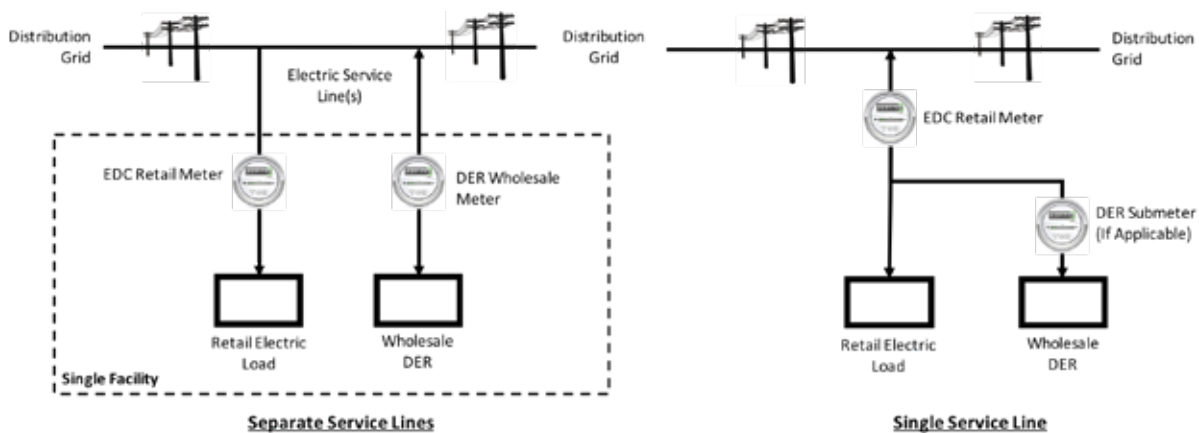 Distribution
Grid
Electric Service
Line(s)
EDC Retail Meter
DER Wholesale
Meter
Retail Electric
Load
Wholesale
DER
Single Facility
Separate Service Lines
Distribution
Grid
EDC Retail Meter
Distribution
Grid
DER Submeter
(If Applicable)
Retail Electric
Load
Wholesale
DER
Single Service Line